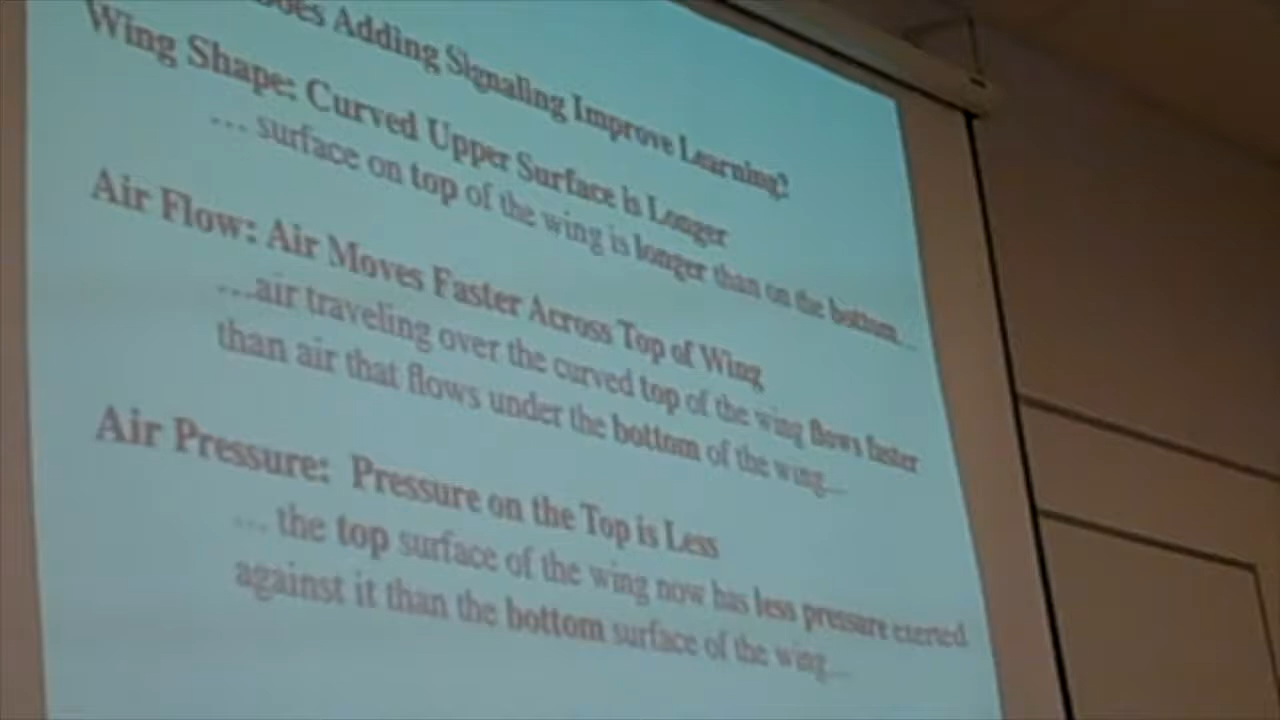 Does Adding Signaling Improve Learning?
Wing Shape: Curved Upper Surface is Longer
... surface on top of the wing is longer than on the bottom...
Air Flow: Air Moves Faster Across Top of Wing
...air traveling over the curved top of the wing flows faster
than air that flows under the bottom of the wing...
Air Pressure: Pressure on the Top is Less
... the top surface of the wing now has less pressure exerted
against it than the bottom surface of the wing...